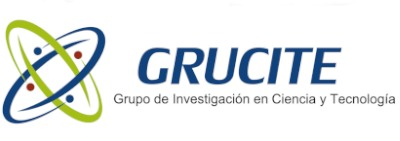 GRUCITE
Grupo de Investigación en Ciencia y Tecnología